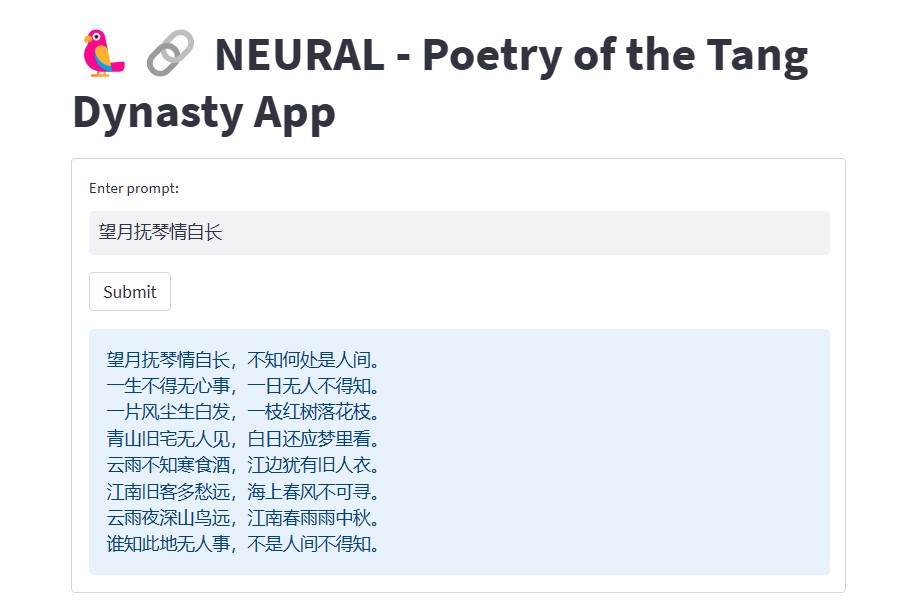 🦜🔗 NEURAL - Poetry of the Tang
Dynasty App
Enter prompt:
望月抚琴情自长
Submit
望月抚琴情自长，不知何处是人间。
一生不得无心事，一日无人不得知。
一片风尘生白发，一枝红树落花枝。
青山旧宅无人见，白日还应梦里看。
云雨不知寒食酒，江边犹有旧人衣。
江南旧客多愁远，海上春风不可寻。
云雨夜深山鸟远，江南春雨雨中秋。
谁知此地无人事，不是人间不得知。